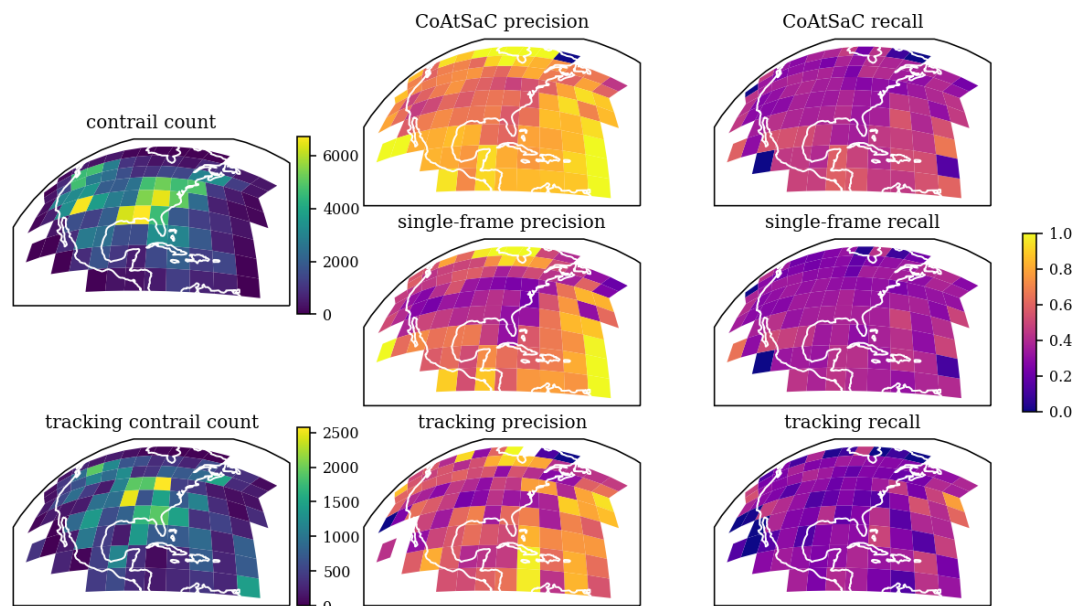 CoAtSaC precision
CoAtSaC recall
contrail count
6000
4000
2000
0
single-frame precision
single-frame recall
1.0
0.8
0.6
0.4
0.2
0.0
tracking contrail count
tracking precision
tracking recall
2500
2000
1500
1000
500
0